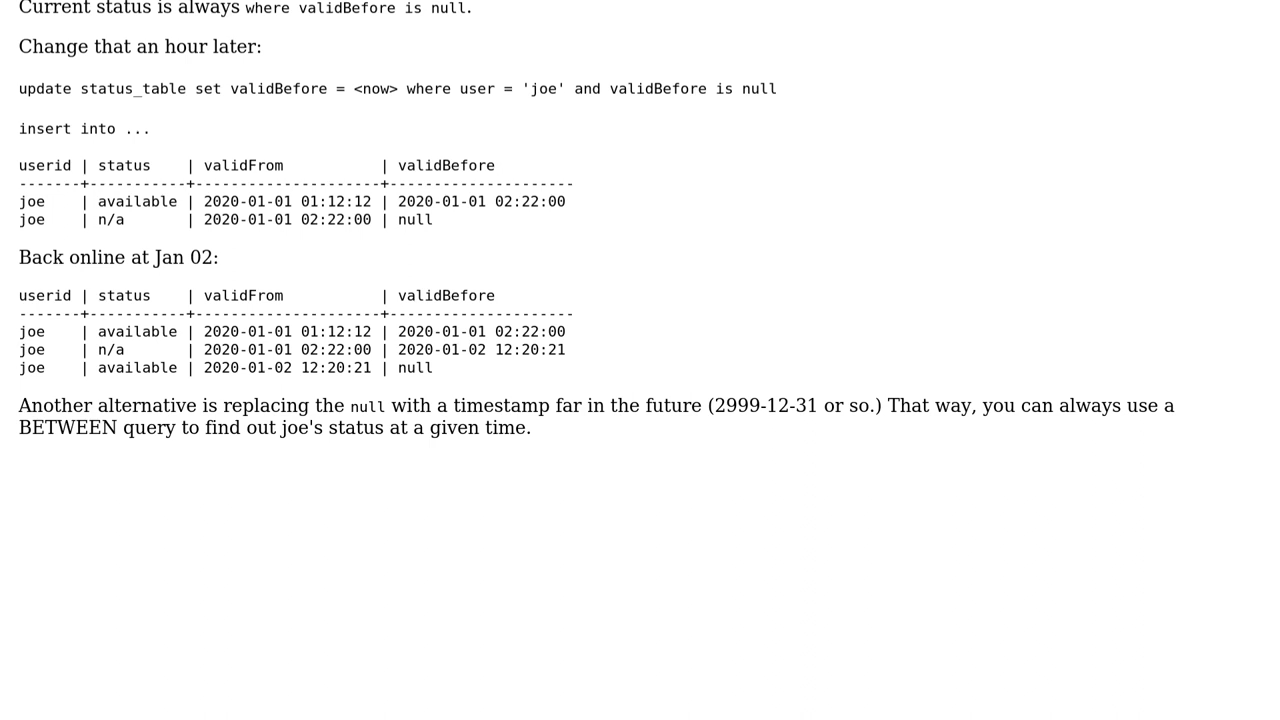 Current status is always where validBefore is null.
Change that an hour later:
update status_table set validBefore = <now> where user = 'joe' and validBefore is null
insert into ...
userid | status    | validFrom           | validBefore
-------+-----------+---------------------+---------------------
joe    | available | 2020-01-01 01:12:12 | 2020-01-01 02:22:00
joe    | n/a       | 2020-01-01 02:22:00 | null
Back online at Jan 02:
userid | status    | validFrom           | validBefore
-------+-----------+---------------------+---------------------
joe    | available | 2020-01-01 01:12:12 | 2020-01-01 02:22:00
joe    | n/a       | 2020-01-01 02:22:00 | 2020-01-02 12:20:21
joe    | available | 2020-01-02 12:20:21 | null
Another alternative is replacing the null with a timestamp far in the future (2999-12-31 or so.) That way, you can always use a
BETWEEN query to find out joe's status at a given time.